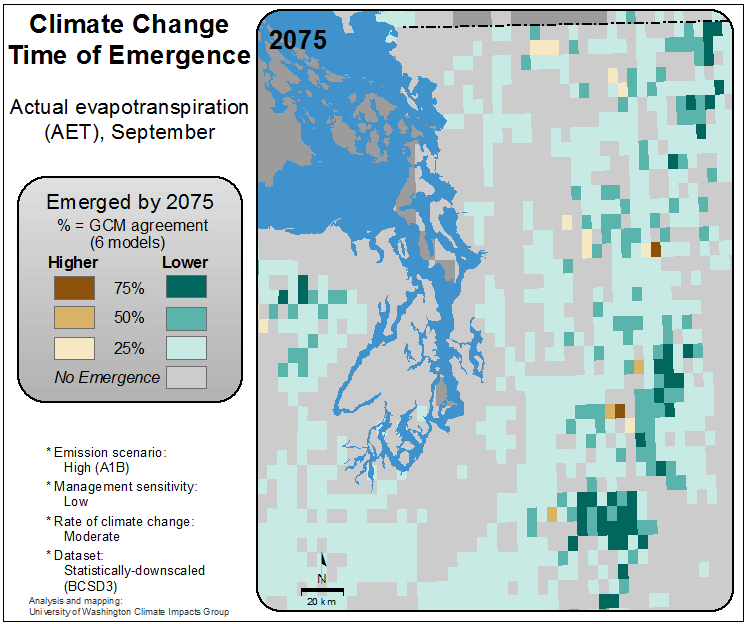 Climate Change
Time of Emergence
Actual evapotranspiration
(AET), September
Emerged by 2075
% = GCM agreement
(6 models)
Higher Lower
75%
50%
25%
No Emergence
* Emission scenario:
High (A1B)
* Management sensitivity:
Low
* Rate of climate change:
Moderate
* Dataset:
Statistically-downscaled
(BCSD3)
Analysis and mapping:
University of Washington Climate Impacts Group
2075
N
20 km